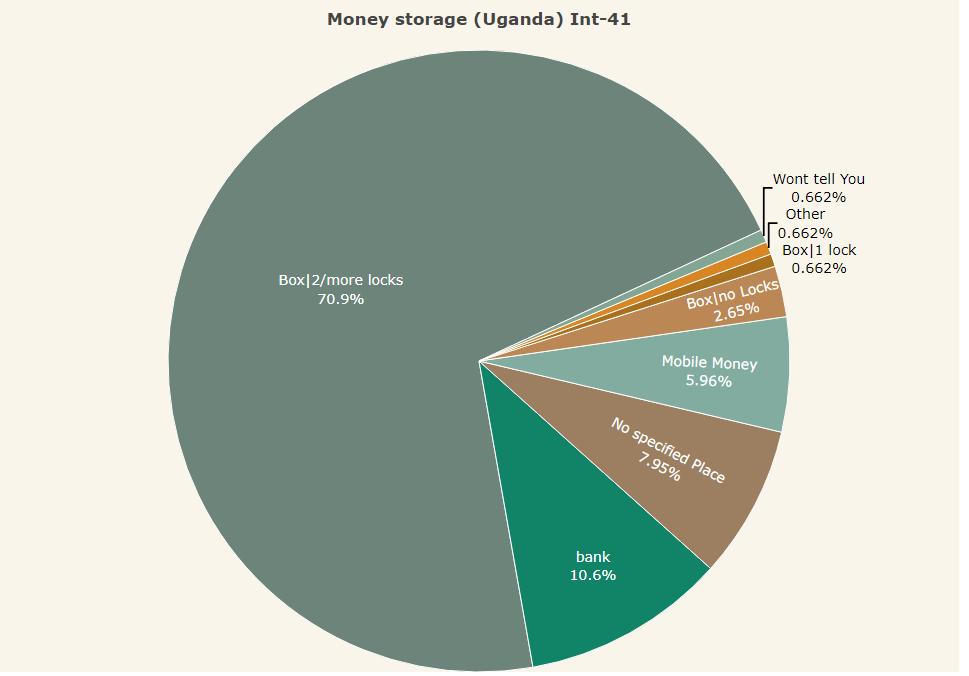 Money storage (Uganda) Int-41
Wont tell You
0.662%
Other
0.662%
Box|1 lock
0.662%
Box|2/more locks
70.9%
Box|no Locks
2.65%
Mobile Money
5.96%
No specified Place
7.95%
bank
10.6%